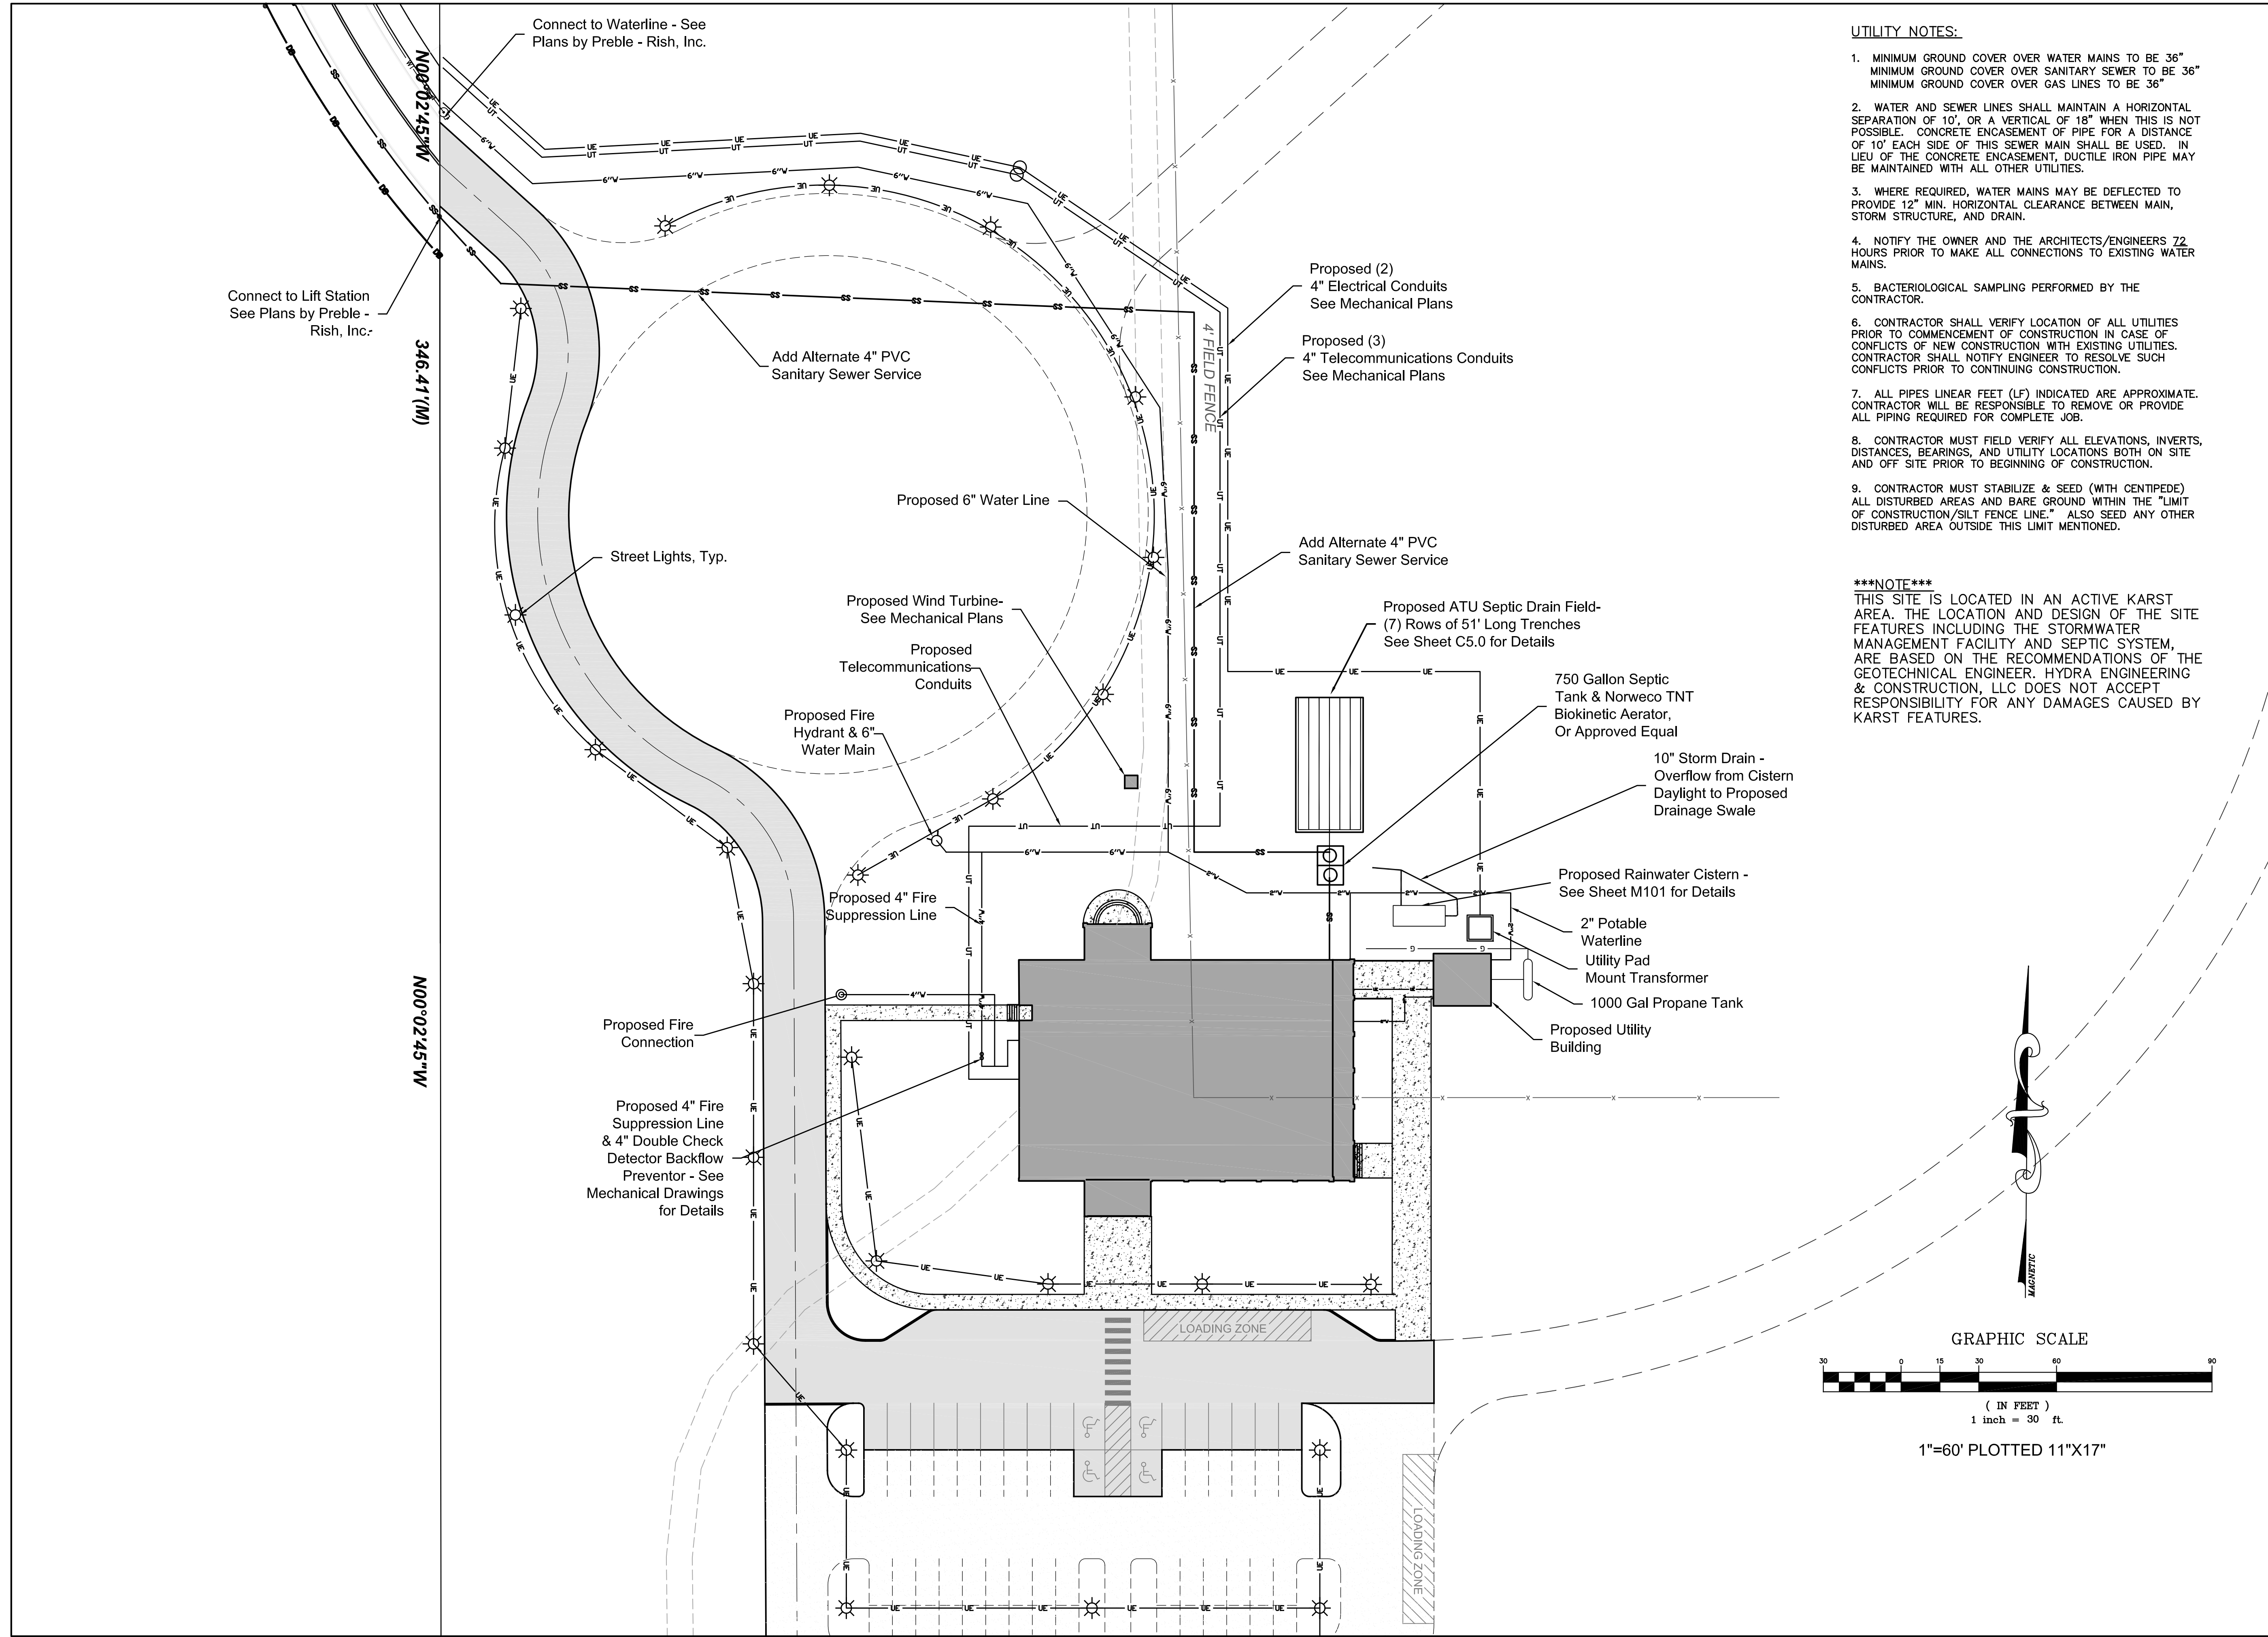 Connect to Waterline - See
Plans by Preble - Rish, Inc.
N00°02'45"W
346.41'(M)
N00°02'45"W
Connect to Lift Station
See Plans by Preble -
Rish, Inc.
Add Alternate 4" PVC
Sanitary Sewer Service
Proposed (2)
4" Electrical Conduits
See Mechanical Plans
Proposed (3)
4" Telecommunications Conduits
See Mechanical Plans
4' FIELD FENCE
Proposed 6" Water Line
Street Lights, Typ.
Add Alternate 4" PVC
Sanitary Sewer Service
Proposed Wind Turbine-
See Mechanical Plans
Proposed
Telecommunications
Conduits
Proposed Fire
Hydrant & 6"
Water Main
Proposed ATU Septic Drain Field-
(7) Rows of 51' Long Trenches
See Sheet C5.0 for Details
750 Gallon Septic
Tank & Norweco TNT
Biokinetic Aerator,
Or Approved Equal
10" Storm Drain -
Overflow from Cistern
Daylight to Proposed
Drainage Swale
Proposed Rainwater Cistern -
See Sheet M101 for Details
Proposed 4" Fire
Suppression Line
2" Potable
Waterline
Utility Pad
Mount Transformer
1000 Gal Propane Tank
Proposed Utility
Building
Proposed Fire
Connection
Proposed 4" Fire
Suppression Line
& 4" Double Check
Detector Backflow
Preventor - See
Mechanical Drawings
for Details
LOADING ZONE
LOADING ZONE
UTILITY NOTES:
1. MINIMUM GROUND COVER OVER WATER MAINS TO BE 36"
MINIMUM GROUND COVER OVER SANITARY SEWER TO BE 36"
MINIMUM GROUND COVER OVER GAS LINES TO BE 36"
2. WATER AND SEWER LINES SHALL MAINTAIN A HORIZONTAL
SEPARATION OF 10', OR A VERTICAL OF 18" WHEN THIS IS NOT
POSSIBLE. CONCRETE ENCASEMENT OF PIPE FOR A DISTANCE
OF 10' EACH SIDE OF THIS SEWER MAIN SHALL BE USED. IN
LIEU OF THE CONCRETE ENCASEMENT, DUCTILE IRON PIPE MAY
BE MAINTAINED WITH ALL OTHER UTILITIES.
3. WHERE REQUIRED, WATER MAINS MAY BE DEFLECTED TO
PROVIDE 12" MIN. HORIZONTAL CLEARANCE BETWEEN MAIN,
STORM STRUCTURE, AND DRAIN.
4. NOTIFY THE OWNER AND THE ARCHITECTS/ENGINEERS 72
HOURS PRIOR TO MAKE ALL CONNECTIONS TO EXISTING WATER
MAINS.
5. BACTERIOLOGICAL SAMPLING PERFORMED BY THE
CONTRACTOR.
6. CONTRACTOR SHALL VERIFY LOCATION OF ALL UTILITIES
PRIOR TO COMMENCEMENT OF CONSTRUCTION IN CASE OF
CONFLICTS OF NEW CONSTRUCTION WITH EXISTING UTILITIES.
CONTRACTOR SHALL NOTIFY ENGINEER TO RESOLVE SUCH
CONFLICTS PRIOR TO CONTINUING CONSTRUCTION.
7. ALL PIPES LINEAR FEET (LF) INDICATED ARE APPROXIMATE.
CONTRACTOR WILL BE RESPONSIBLE TO REMOVE OR PROVIDE
ALL PIPING REQUIRED FOR COMPLETE JOB.
8. CONTRACTOR MUST FIELD VERIFY ALL ELEVATIONS, INVERTS,
DISTANCES, BEARINGS, AND UTILITY LOCATIONS BOTH ON SITE
AND OFF SITE PRIOR TO BEGINNING OF CONSTRUCTION.
9. CONTRACTOR MUST STABILIZE & SEED (WITH CENTIPEDE)
ALL DISTURBED AREAS AND BARE GROUND WITHIN THE "LIMIT
OF CONSTRUCTION/SILT FENCE LINE." ALSO SEED ANY OTHER
DISTURBED AREA OUTSIDE THIS LIMIT MENTIONED.
***NOTE***
THIS SITE IS LOCATED IN AN ACTIVE KARST
AREA. THE LOCATION AND DESIGN OF THE SITE
FEATURES INCLUDING THE STORMWATER
MANAGEMENT FACILITY AND SEPTIC SYSTEM,
ARE BASED ON THE RECOMMENDATIONS OF THE
GEOTECHNICAL ENGINEER. HYDRA ENGINEERING
& CONSTRUCTION, LLC DOES NOT ACCEPT
RESPONSIBILITY FOR ANY DAMAGES CAUSED BY
KARST FEATURES.
MAGNETIC
GRAPHIC SCALE
30 0 15 30 60 90
( IN FEET )
1 inch = 30 ft.
1"=60' PLOTTED 11"X17"